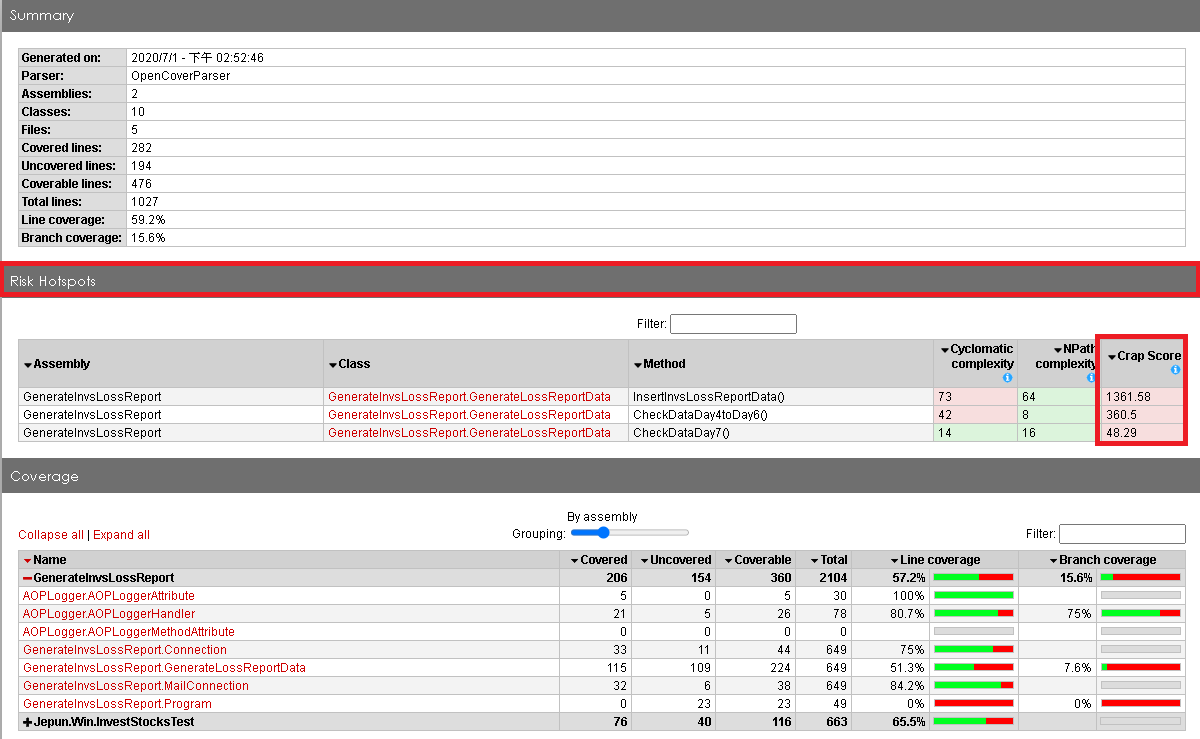 Summary
Generated on: 2020/7/1 - 下午 02:52:46
Parser: OpenCoverParser
Assemblies: 2
Classes: 10
Files: 5
Covered lines: 282
Uncovered lines: 194
Coverable lines: 476
Total lines: 1027
Line coverage: 59.2%
Branch coverage: 15.6%
Risk Hotspots
Filter:
Assembly Class Method Cyclomatic complexity NPath complexity Crap Score
GenerateInvsLossReport GenerateInvsLossReport.GenerateLossReportData InsertInvsLossReportData() 73 64 1361.58
GenerateInvsLossReport GenerateInvsLossReport.GenerateLossReportData CheckDataDay4toDay6() 42 8 360.5
GenerateInvsLossReport GenerateInvsLossReport.GenerateLossReportData CheckDataDay7() 14 16 48.29
Coverage
By assembly
Collapse all | Expand all Grouping: Filter:
Name Covered Uncovered Coverable Total Line coverage Branch coverage
GenerateInvsLossReport 206 154 360 2104 57.2% 15.6%
AOPLogger.AOPLoggerAttribute 5 0 5 30 100%
AOPLogger.AOPLoggerHandler 21 5 26 78 80.7% 75%
AOPLogger.AOPLoggerMethodAttribute 0 0 0 0
GenerateInvsLossReport.Connection 33 11 44 649 75%
GenerateInvsLossReport.GenerateLossReportData 115 109 224 649 51.3% 7.6%
GenerateInvsLossReport.MailConnection 32 6 38 649 84.2%
GenerateInvsLossReport.Program 0 23 23 49 0% 0%
Jepun.Win.InvestStocksTest 76 40 116 663 65.5%